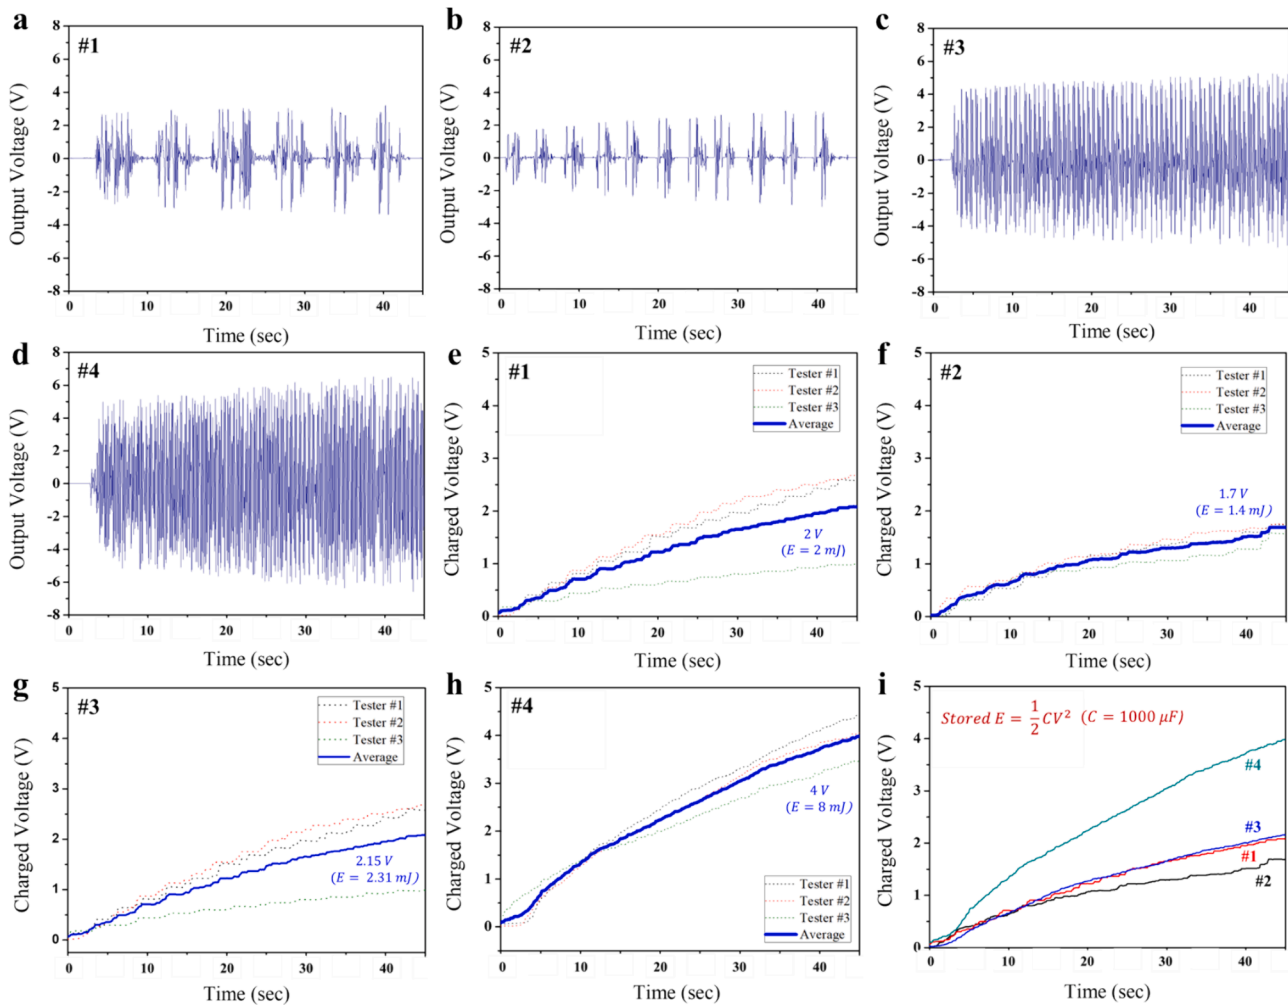 a
#1
8
6
4
2
0
-2
-4
-6
-8
Output Voltage (V)
0 10 20 30 40
Time (sec)
b
#2
8
6
4
2
0
-2
-4
-6
-8
Output Voltage (V)
0 10 20 30 40
Time (sec)
c
#3
8
6
4
2
0
-2
-4
-6
-8
Output Voltage (V)
0 10 20 30 40
Time (sec)
d
#4
8
6
4
2
0
-2
-4
-6
-8
Output Voltage (V)
0 10 20 30 40
Time (sec)
e
#1
Tester #1
Tester #2
Tester #3
Average
2 V
(E = 2 mJ)
5
4
3
2
1
0
Charged Voltage (V)
0 10 20 30 40
Time (sec)
f
#2
Tester #1
Tester #2
Tester #3
Average
1.7 V
(E = 1.4 mJ)
5
4
3
2
1
0
Charged Voltage (V)
0 10 20 30 40
Time (sec)
g
#3
Tester #1
Tester #2
Tester #3
Average
2.15 V
(E = 2.31 mJ)
5
4
3
2
1
0
Charged Voltage (V)
0 10 20 30 40
Time (sec)
h
#4
4 V
(E = 8 mJ)
Tester #1
Tester #2
Tester #3
Average
5
4
3
2
1
0
Charged Voltage (V)
0 10 20 30 40
Time (sec)
i
Stored E = 1/2 CV² (C = 1000 μF)
#4
#3
#1
#2
5
4
3
2
1
0
Charged Voltage (V)
0 10 20 30 40
Time (sec)